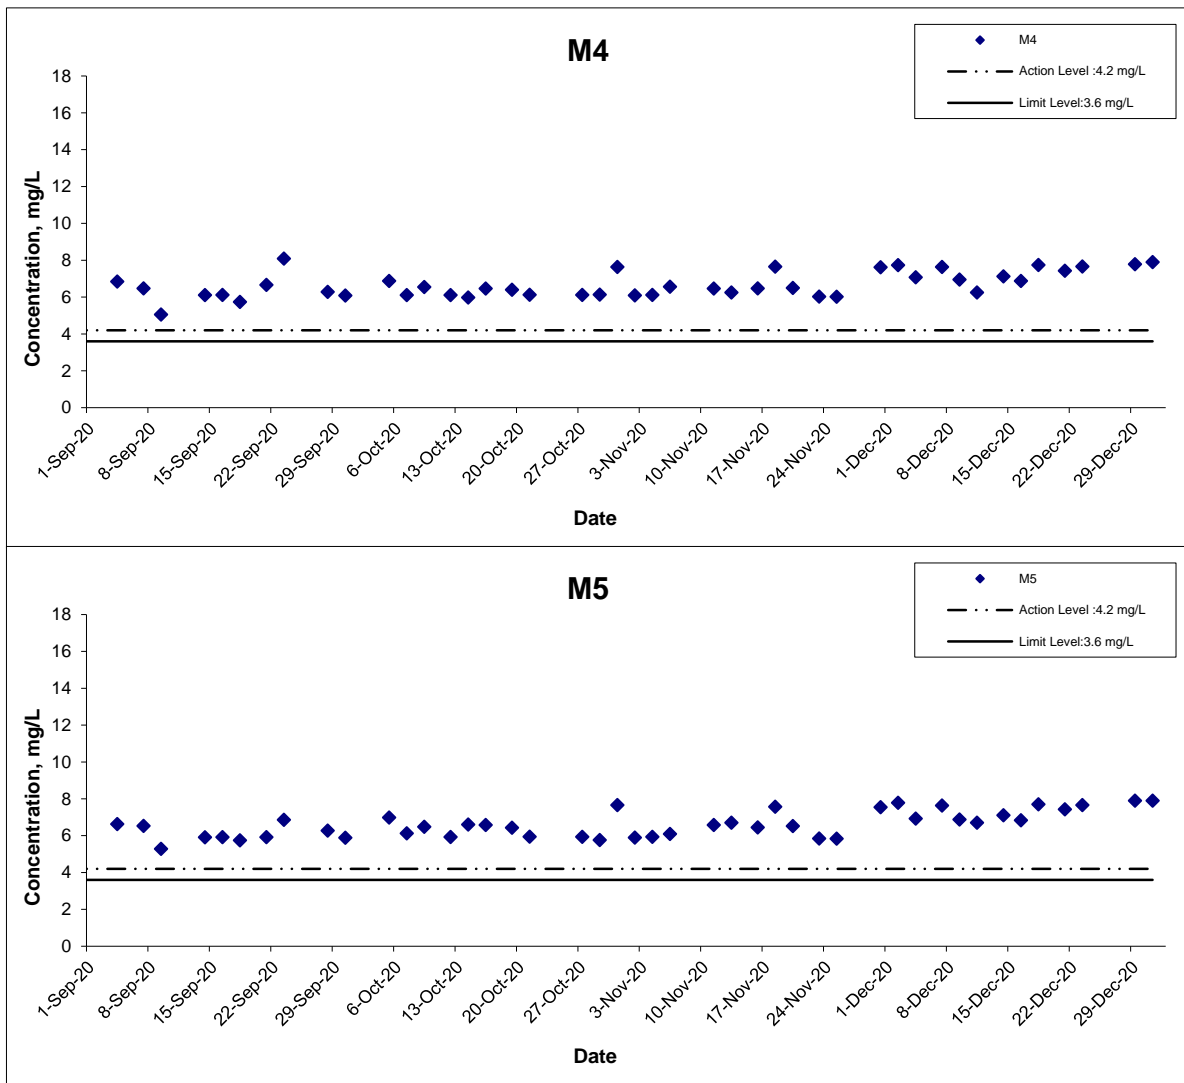 M4
M4
Action Level :4.2 mg/L
Limit Level:3.6 mg/L
Concentration, mg/L
18
16
14
12
10
8
6
4
2
0
1-Sep-20
8-Sep-20
15-Sep-20
22-Sep-20
29-Sep-20
6-Oct-20
13-Oct-20
20-Oct-20
27-Oct-20
3-Nov-20
10-Nov-20
17-Nov-20
24-Nov-20
1-Dec-20
8-Dec-20
15-Dec-20
22-Dec-20
29-Dec-20
Date
M5
M5
Action Level :4.2 mg/L
Limit Level:3.6 mg/L
Concentration, mg/L
18
16
14
12
10
8
6
4
2
0
1-Sep-20
8-Sep-20
15-Sep-20
22-Sep-20
29-Sep-20
6-Oct-20
13-Oct-20
20-Oct-20
27-Oct-20
3-Nov-20
10-Nov-20
17-Nov-20
24-Nov-20
1-Dec-20
8-Dec-20
15-Dec-20
22-Dec-20
29-Dec-20
Date